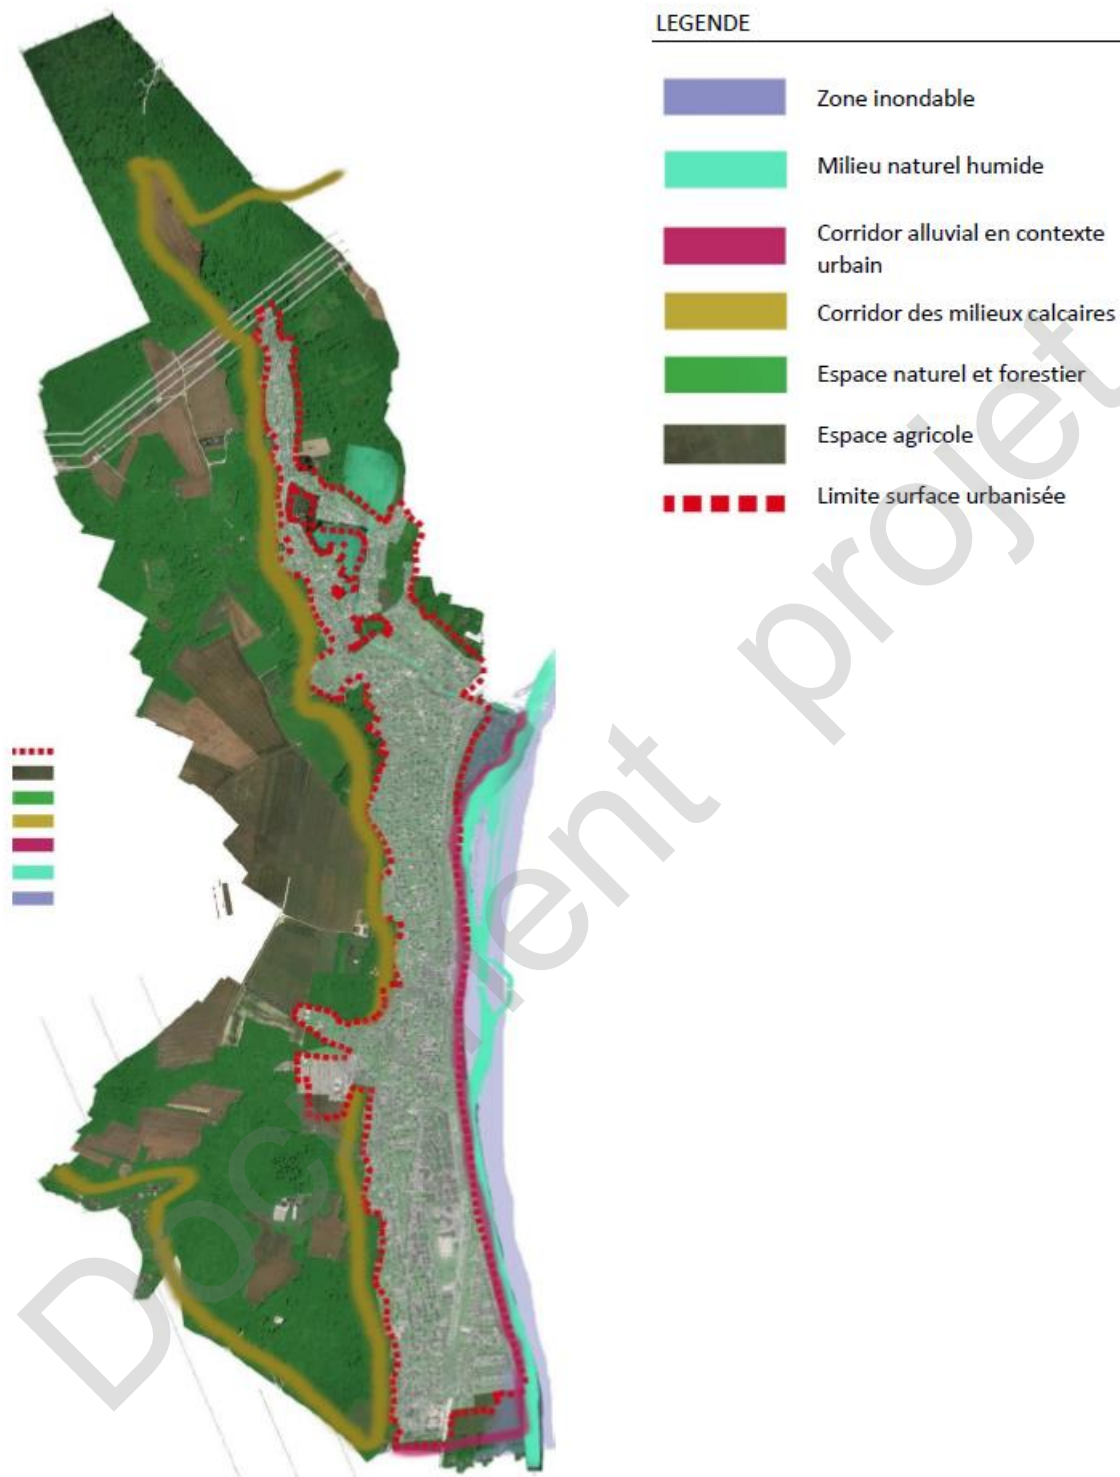 LEGENDE
Zone inondable
Milieu naturel humide
Corridor alluvial en contexte
urbain
Corridor des milieux calcaires
Espace naturel et forestier
Espace agricole
Limite surface urbanisée
Document projet